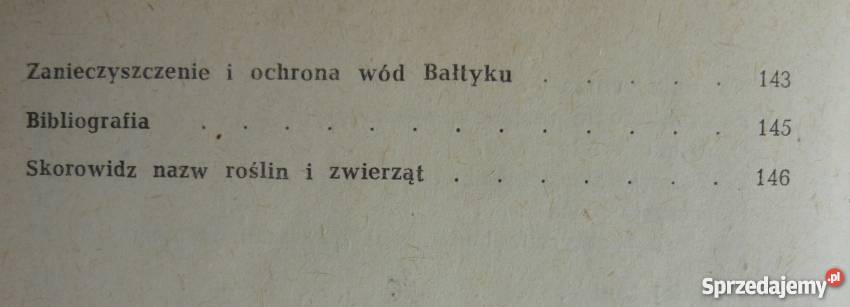 Zanieczyszczenie i ochrona wód Bałtyku . . . . . 143
Bibliografia . . . . . . . . . . . . . 145
Skorowidz nazw roślin i zwierząt . . . . . . . 146
Sprzedajemy.pl